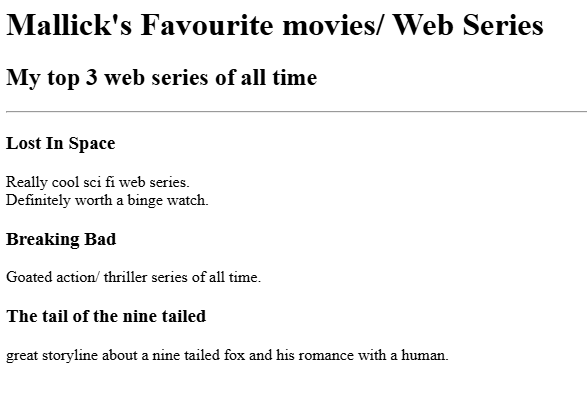 Mallick's Favourite movies/ Web Series
My top 3 web series of all time
Lost In Space
Really cool sci fi web series.
Definitely worth a binge watch.
Breaking Bad
Goated action/ thriller series of all time.
The tail of the nine tailed
great storyline about a nine tailed fox and his romance with a human.